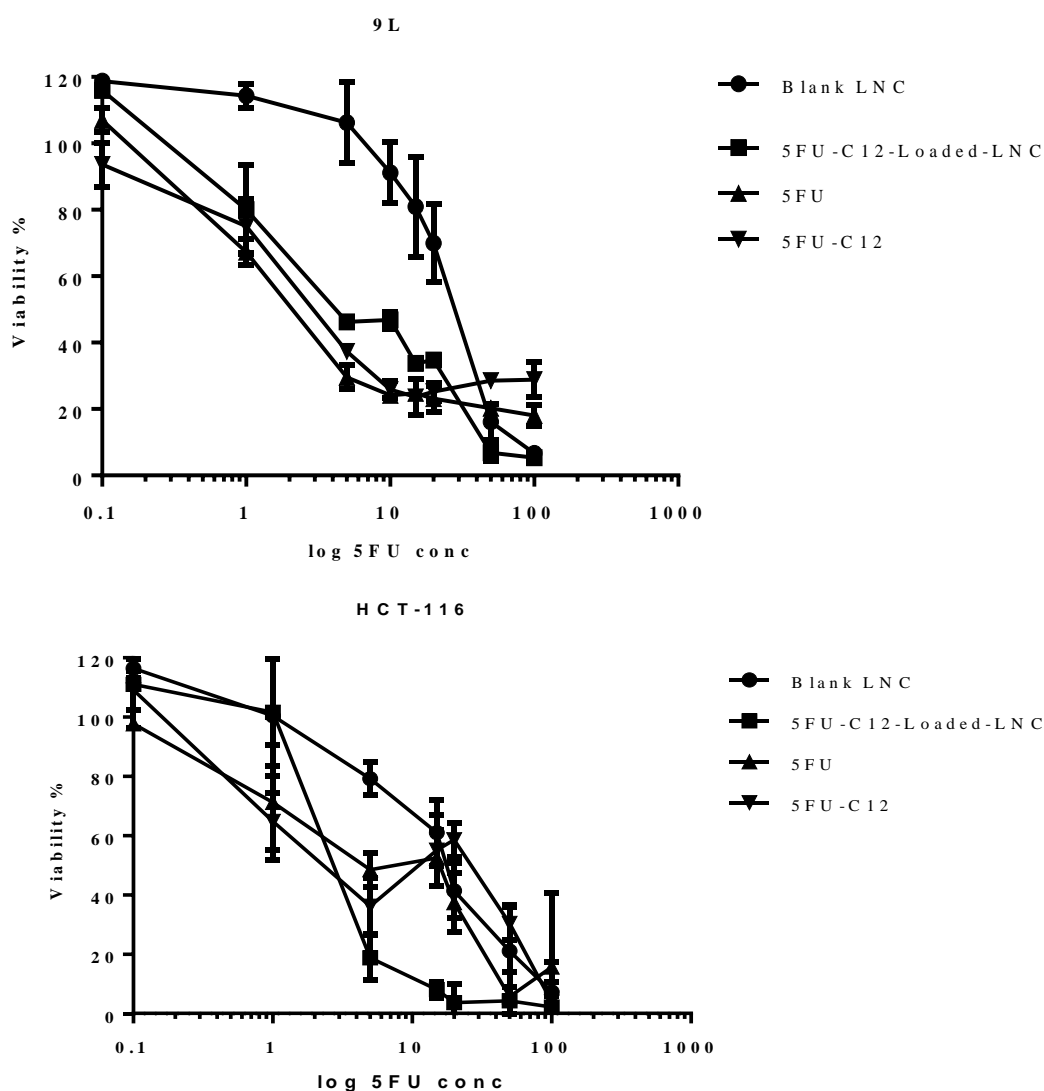 9L
120
100
80
60
40
20
0
Viability %
0.1 1 10 100 1000
log 5FU conc
Blank LNC
5FU-C12-Loaded-LNC
5FU
5FU-C12
HCT-116
120
100
80
60
40
20
0
Viability %
0.1 1 10 100 1000
log 5FU conc
Blank LNC
5FU-C12-Loaded-LNC
5FU
5FU-C12